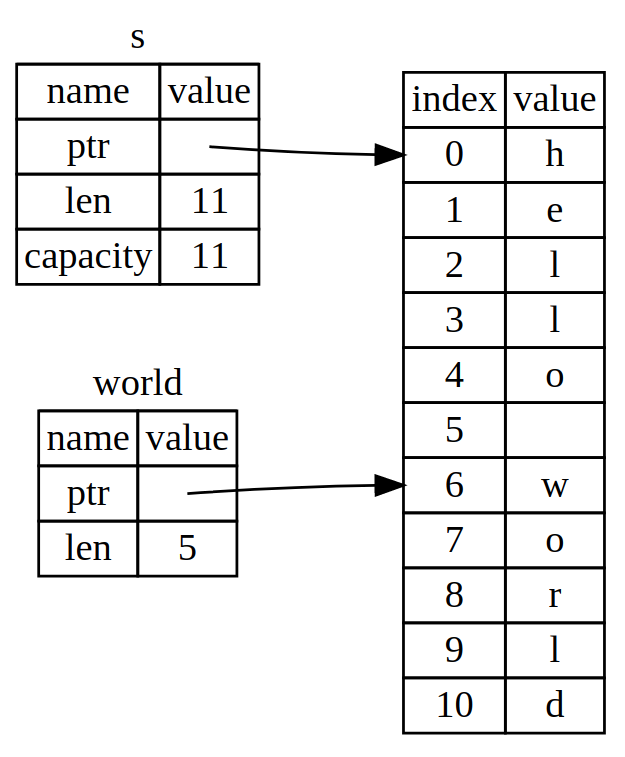 s
name value
ptr
len 11
capacity 11
world
name value
ptr
len 5
index value
0 h
1 e
2 l
3 l
4 o
5
6 w
7 o
8 r
9 l
10 d